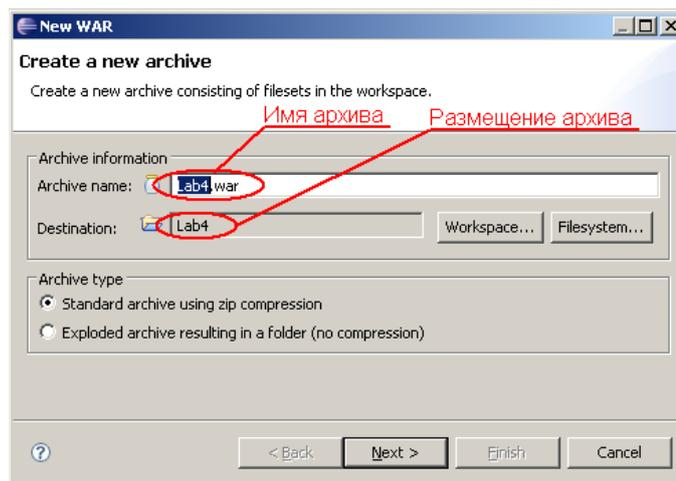 New WAR
Create a new archive
Create a new archive consisting of filesets in the workspace.
Имя архива
Размещение архива
Archive information
Archive name: Lab4.war
Destination: Lab4 Workspace... Filesystem...
Archive type
Standard archive using zip compression
Exploded archive resulting in a folder (no compression)
? < Back Next > Finish Cancel